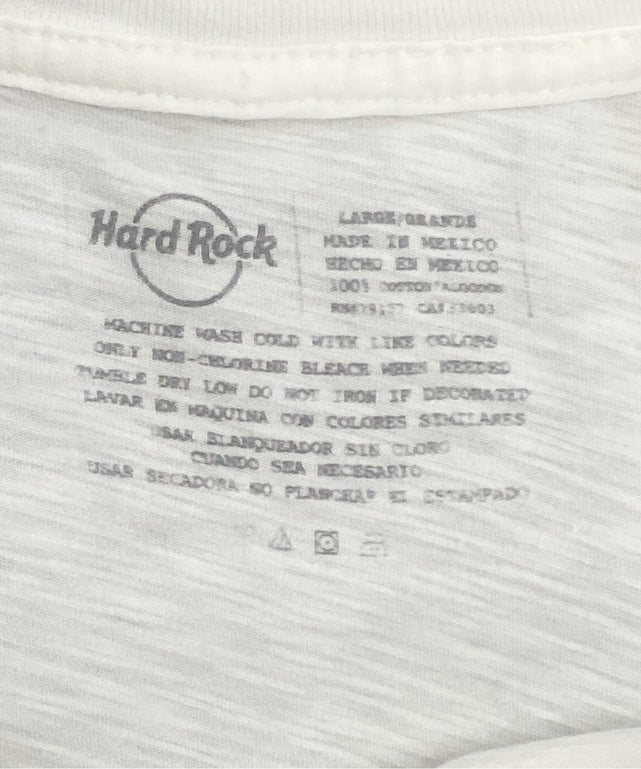 Hard Rock
LARGE/GRANDE
MADE IN MEXICO
HECHO EN MEXICO
100% COTTON/ALGODON
MACHINE WASH COLD WITH LIKE COLORS
ONLY NON-CHLORINE BLEACH WHEN NEEDED
TUMBLE DRY LOW DO NOT IRON IF DECORATED
LAVAR EN MAQUINA CON COLORES SIMILARES
USAR BLANQUEADOR SIN CLORO
CUANDO SEA NECESARIO
USAR SECADORA NO PLANCHAR EL ESTAMPADO